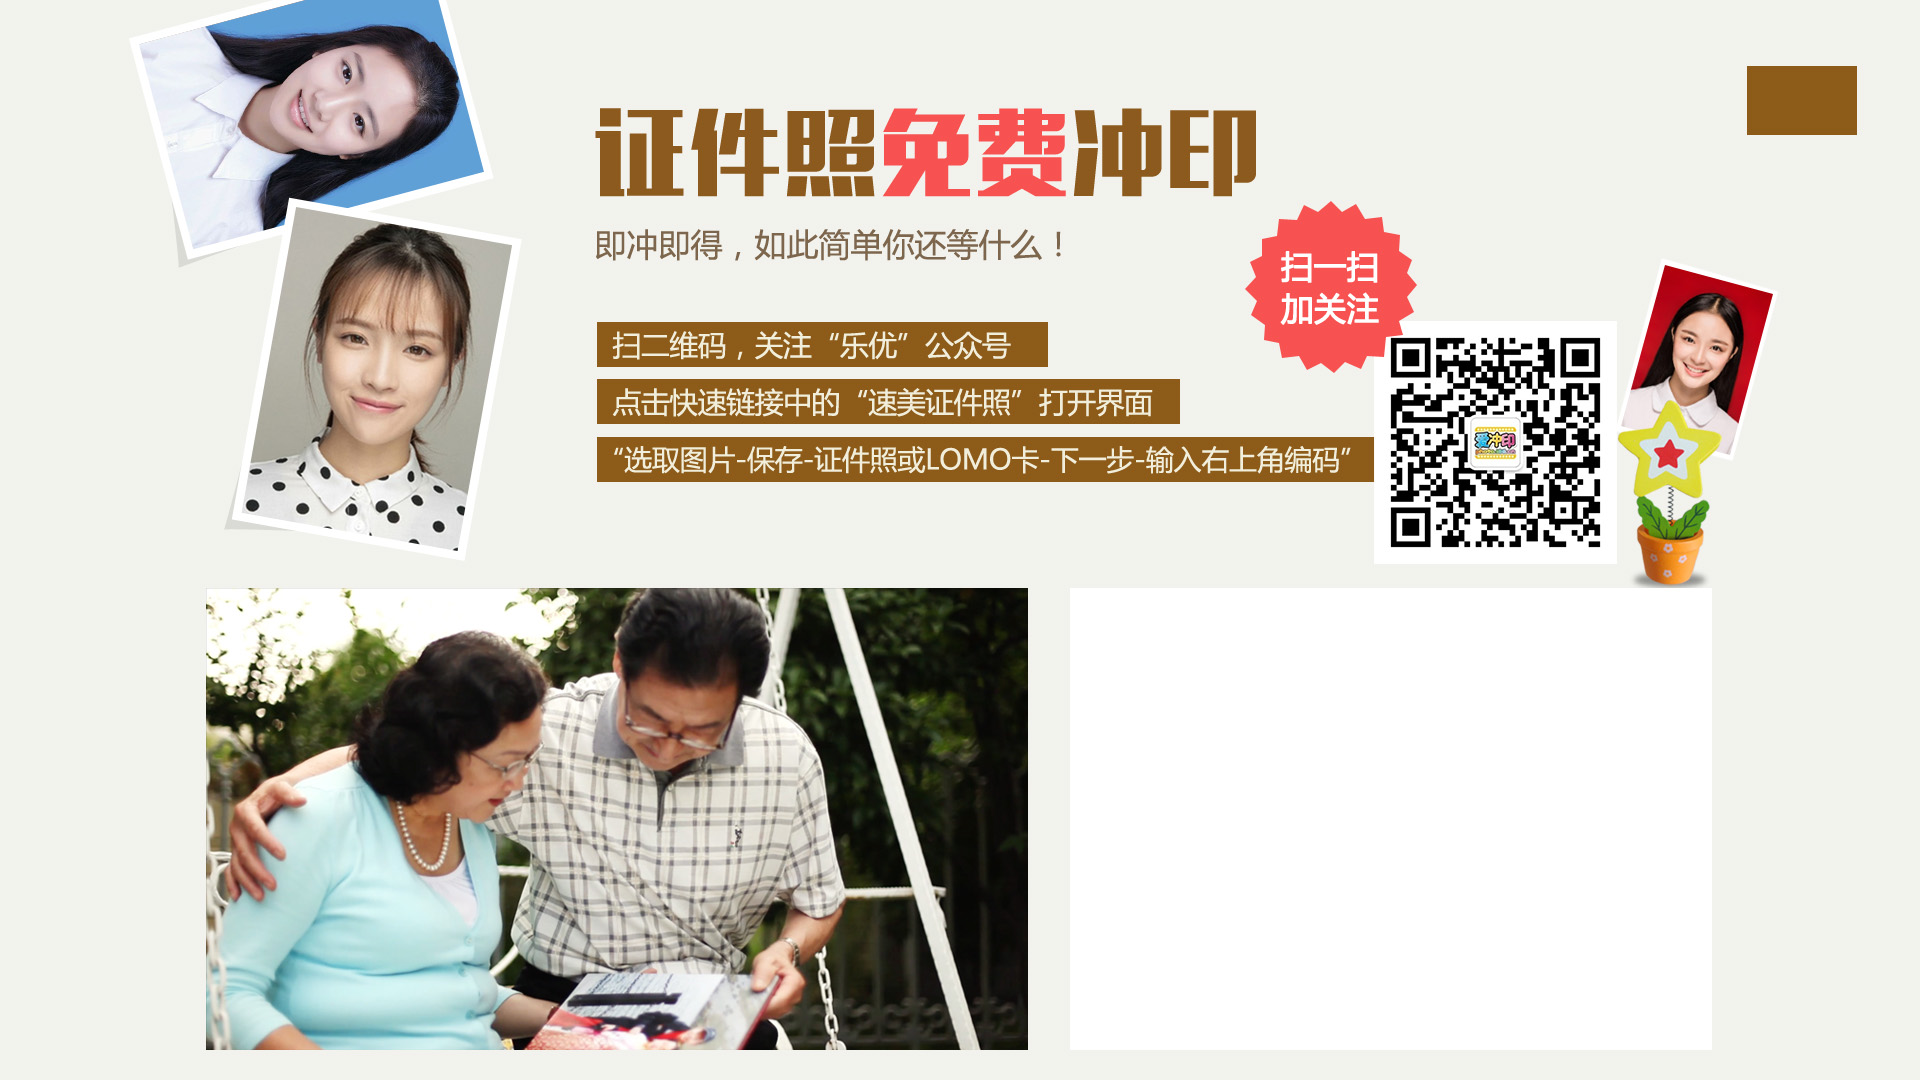 证件照免费冲印
即冲即得，如此简单你还等什么！
扫一扫
加关注
扫二维码，关注“乐优”公众号
点击快速链接中的“速美证件照”打开界面
“选取图片-保存-证件照或LOMO卡-下一步-输入右上角编码”
爱冲印